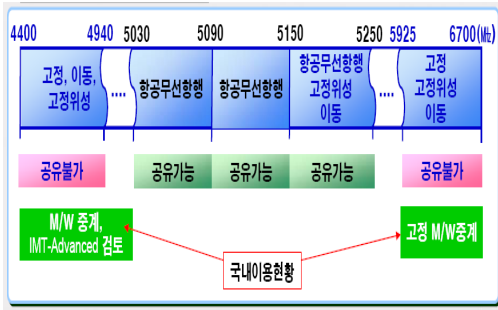 4400 4940 5030 5090 5150 5250 5925 6700(㎒)
고정, 이동,
고정위성
....
항공무선항행
항공무선항행
항공무선항행
고정위성
이동
....
고정
고정위성
이동
공유불가 공유가능 공유가능 공유가능 공유불가
M/W 중계,
IMT-Advanced 검토
고정 M/W중계
국내이용현황